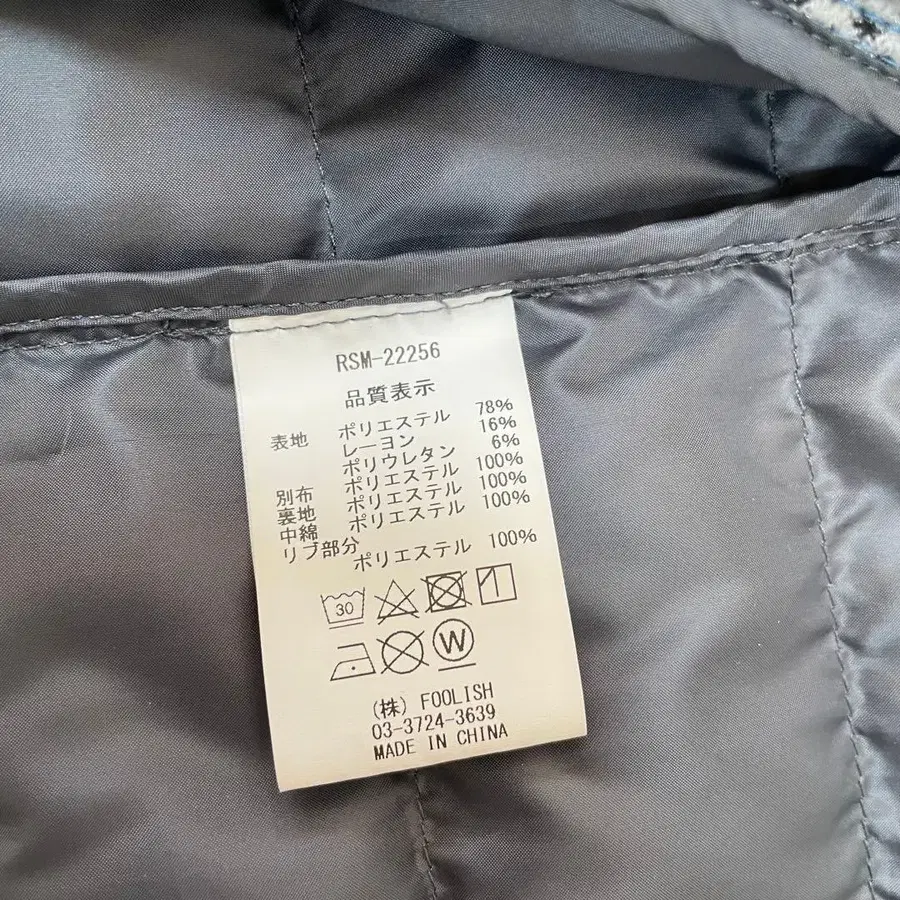 RSM-22256
品質表示
表地 ポリエステル 78%
レーヨン 16%
ポリウレタン 6%
別布 ポリエステル 100%
裏地 ポリエステル 100%
中綿 ポリエステル 100%
リブ部分
ポリエステル 100%
30
W
(株) FOOLISH
03-3724-3639
MADE IN CHINA